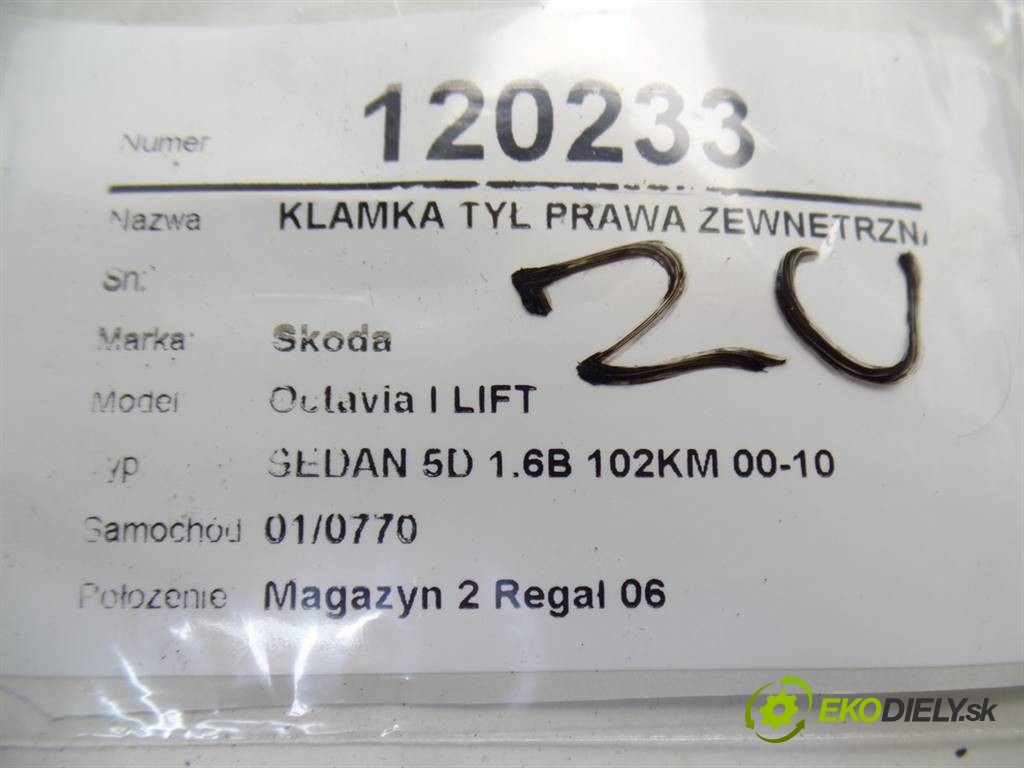 Numer 120233
Nazwa KLAMKA TYŁ PRAWA ZEWNETRZN
Sn:
20
Marka: Skoda
Model Octavia I LIFT
yp SEDAN 5D 1.6B 102KM 00-10
Samochód 01/0770
Położenie: Magazyn 2 Regał 06
EKODIELY.sk